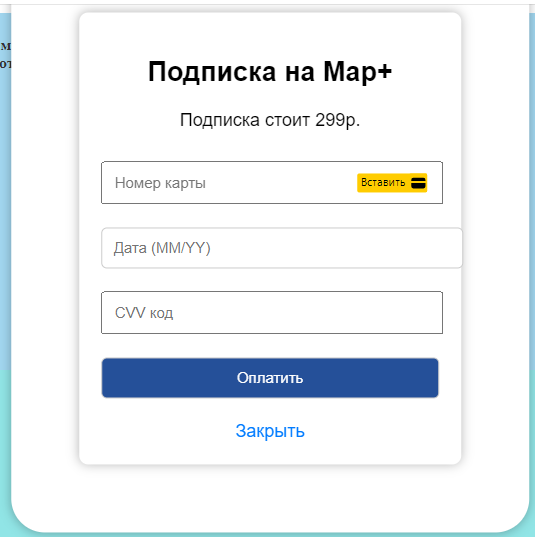 Подписка на Map+
Подписка стоит 299р.
Номер карты
Вставить
Дата (MM/YY)
CVV код
Оплатить
Закрыть